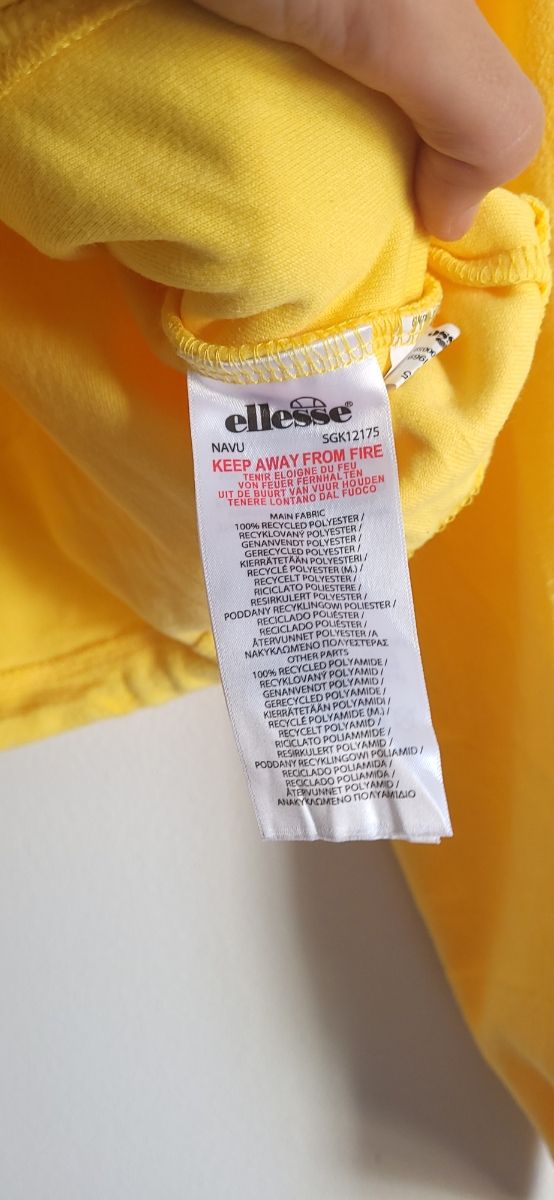 ellesse®
NAVU SGK12175
KEEP AWAY FROM FIRE
TENIR ELOIGNE DU FEU
VON FEUER FERNHALTEN
UIT DE BUURT VAN VUUR HOUDEN
TENERE LONTANO DAL FUOCO
MAIN FABRIC
100% RECYCLED POLYESTER /
RECYKLOVANÝ POLYESTER /
GENANVENDT POLYESTER /
GERECYCLED POLYESTER /
KIERRÄTETÄÄN POLYESTERI /
RECYCLÉ POLYESTER (M.) /
RECYCELT POLYESTER /
RICICLATO POLIESTERE /
RESIRKULERT POLYESTER /
PODDANY RECYKLINGOWI POLIESTER /
RECICLADO POLIÉSTER /
RECICLADO POLIÉSTER /
ÅTERVUNNET POLYESTER /A
ΝΑΚΥΚΛΩΜΕΝΟ ΠΟΛΥΕΣΤΕΡΑΣ
OTHER PARTS
100% RECYCLED POLYAMIDE /
RECYKLOVANÝ POLYAMID /
GENANVENDT POLYAMID /
GERECYCLED POLYAMIDE /
KIERRÄTETÄÄN POLYAMIDI /
RECYCLÉ POLYAMIDE (M.) /
RECYCELT POLYAMID /
RICICLATO POLIAMMIDE /
RESIRKULERT POLYAMID /
PODDANY RECYKLINGOWI POLIAMID /
RECICLADO POLIAMIDA /
RECICLADO POLIAMIDA /
ÅTERVUNNET POLYAMID /
ΑΝΑΚΥΚΛΩΜΕΝΟ ΠΟΛΥΑΜΙΔΙΟ